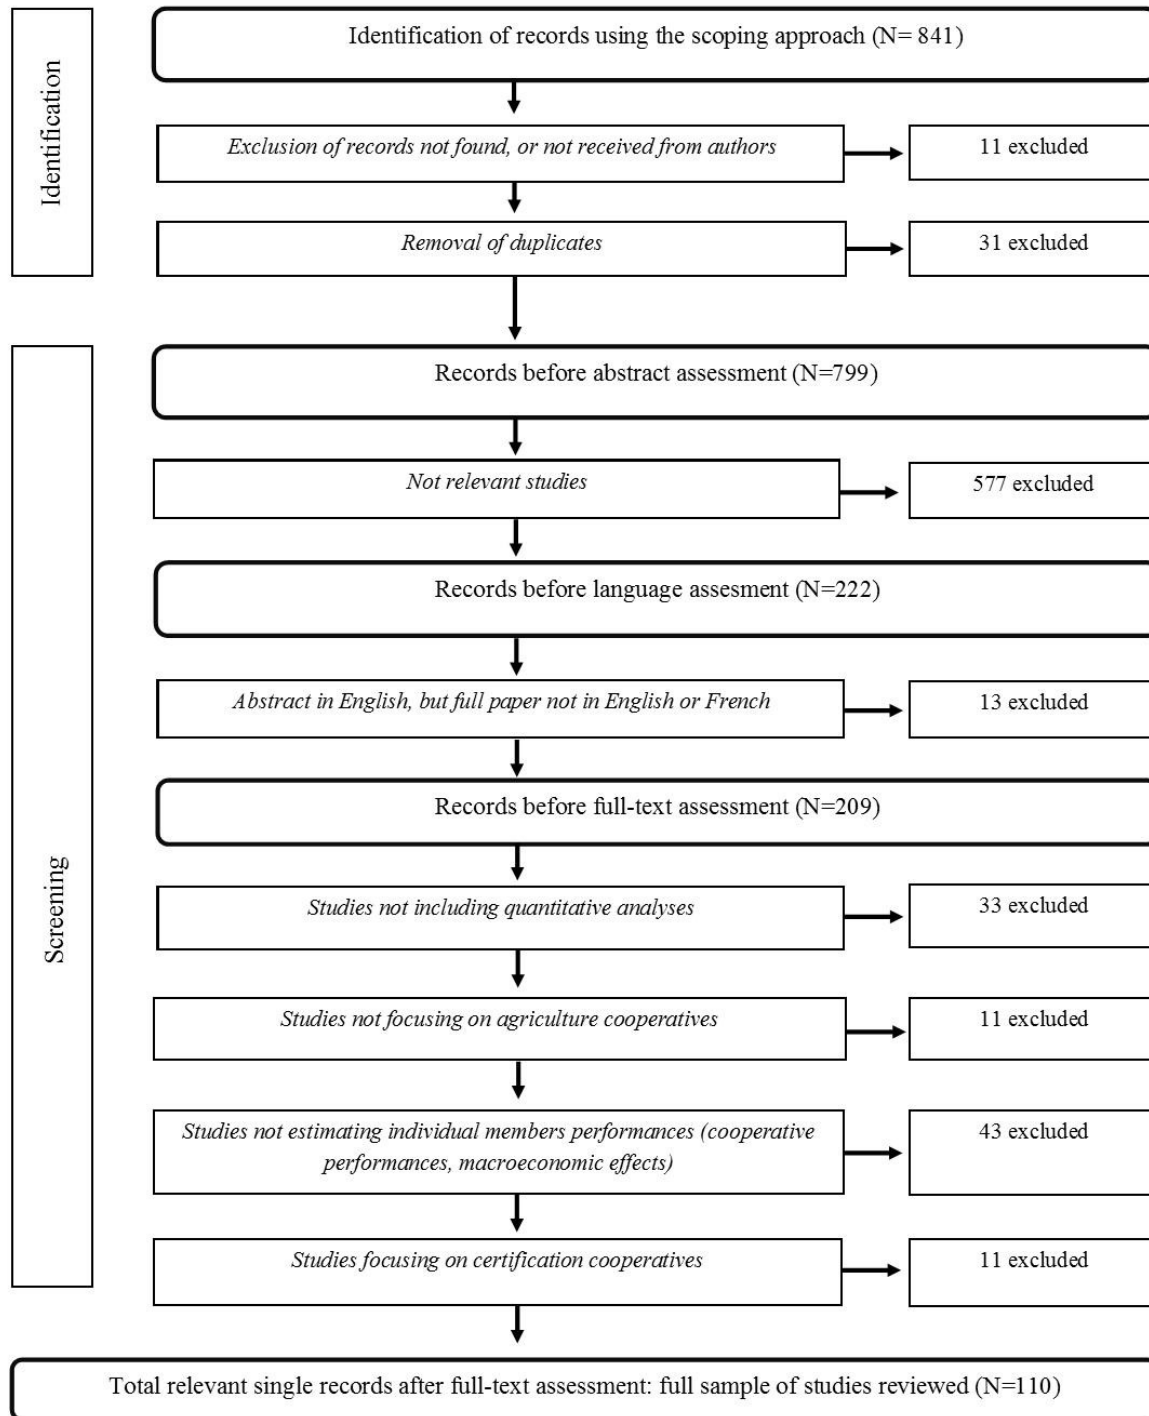 Identification
Identification of records using the scoping approach (N= 841)
Exclusion of records not found, or not received from authors
11 excluded
Removal of duplicates
31 excluded
Screening
Records before abstract assessment (N=799)
Not relevant studies
577 excluded
Records before language assesment (N=222)
Abstract in English, but full paper not in English or French
13 excluded
Records before full-text assessment (N=209)
Studies not including quantitative analyses
33 excluded
Studies not focusing on agriculture cooperatives
11 excluded
Studies not estimating individual members performances (cooperative
performances, macroeconomic effects)
43 excluded
Studies focusing on certification cooperatives
11 excluded
Total relevant single records after full-text assessment: full sample of studies reviewed (N=110)